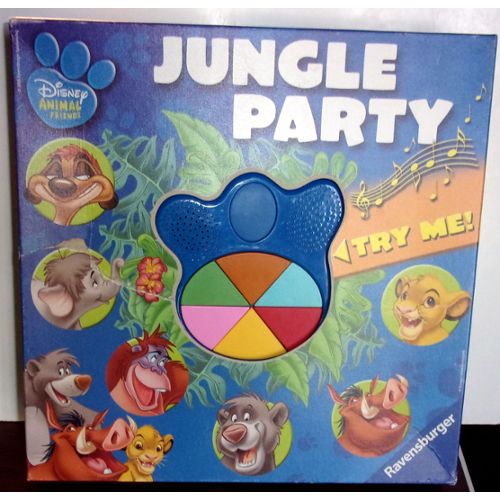 JUNGLE
PARTY
Disney
ANIMAL
FRIENDS
TRY ME!
Ravensburger